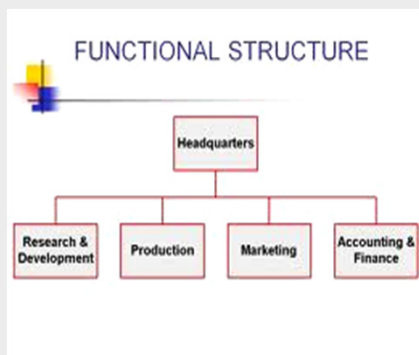 FUNCTIONAL STRUCTURE
Headquarters
Research &
Development
Production
Marketing
Accounting &
Finance